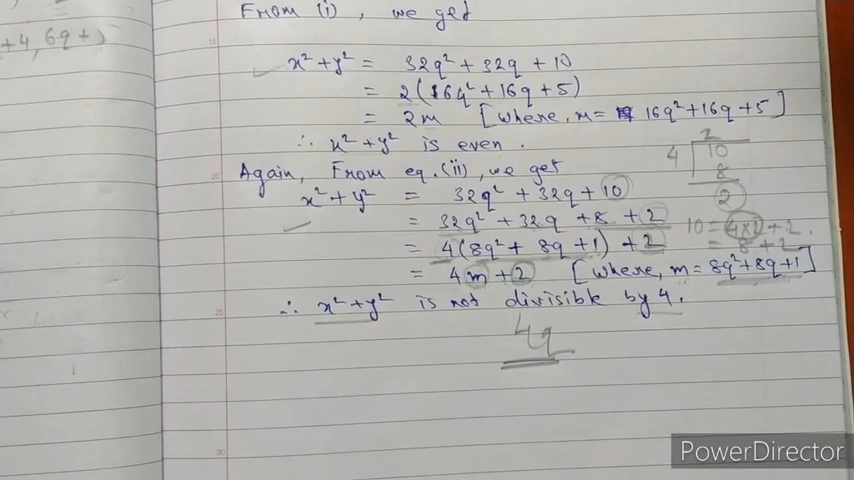 +4, 6q+
From (i), we get
x² + y² = 32q² + 32q + 10
= 2(16q² + 16q + 5)
= 2m [where, m = 16q² + 16q + 5]
∴ x² + y² is even.
2
4 10
8
2
Again, From eq. (ii), we get
x² + y² = 32q² + 32q + 10
= 32q² + 32q + 8 + 2 10 = 4×2 + 2.
= 4(8q² + 8q + 1) + 2 = 8 + 2
= 4m + 2 [where, m = 8q² + 8q + 1]
∴ x² + y² is not divisible by 4.
4q
PowerDirector